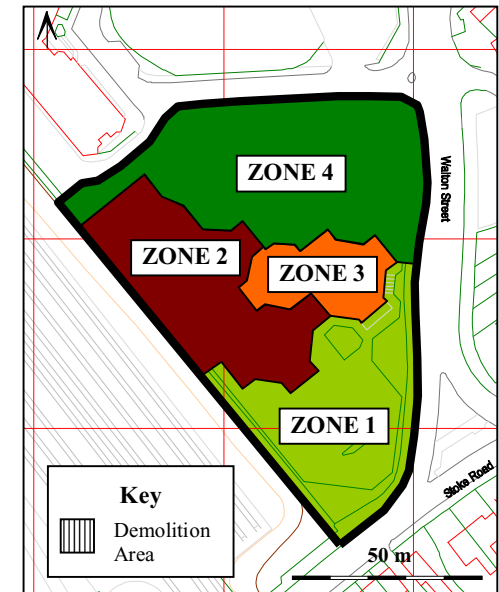 ZONE 4
Walton Street
ZONE 2
ZONE 3
ZONE 1
Key
Demolition
Area
Stoke Road
50 m